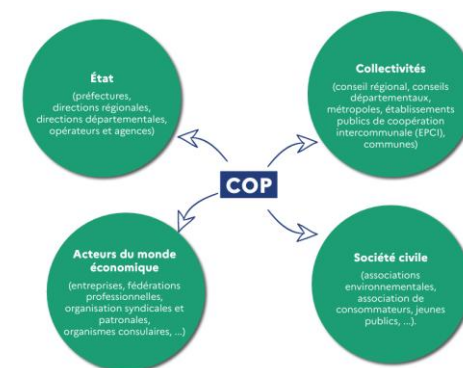 État
(préfectures,
directions régionales,
directions départementales,
opérateurs et agences)
Collectivités
(conseil régional, conseils
départementaux,
métropoles, établissements
publics de coopération
intercommunale (EPCI),
communes)
COP
Acteurs du monde
économique
(entreprises, fédérations
professionnelles,
organisation syndicales et
patronales,
organismes consulaires, ...)
Société civile
(associations
environnementales,
association de
consommateurs, jeunes
publics, ...).